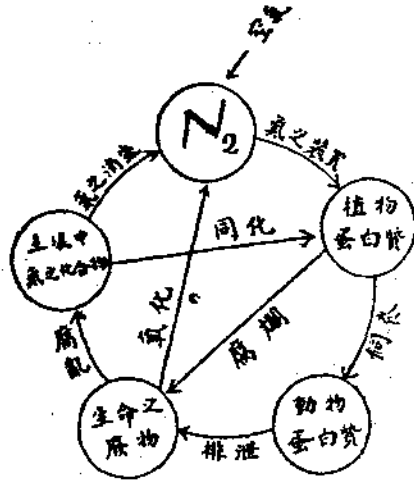 空氣
N2
氮之裝置
植物
蛋白質
飼養
動物
蛋白質
排泄
生命之
廢物
腐亂
土壤中
氮之化合物
氮之消失
同化
氧化
腐爛